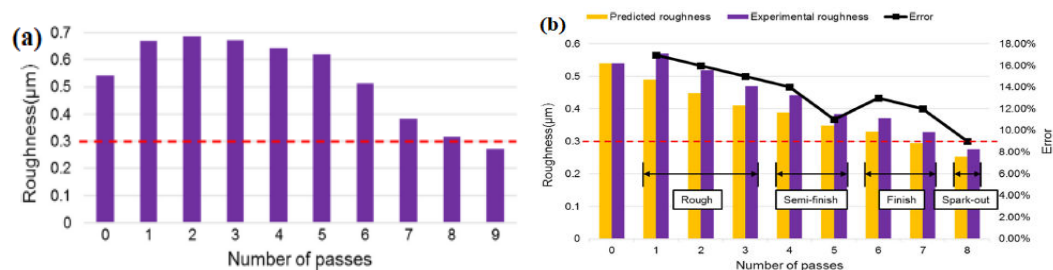 (a)
0.7
0.6
0.5
0.4
0.3
0.2
0.1
0
Roughness(μm)
0 1 2 3 4 5 6 7 8 9
Number of passes
(b)
Predicted roughness Experimental roughness Error
0.6
0.5
0.4
0.3
0.2
0.1
0
Roughness(μm)
18.00%
16.00%
14.00%
12.00%
10.00%
8.00%
6.00%
4.00%
2.00%
0.00%
Error
Rough Semi-finish Finish Spark-out
0 1 2 3 4 5 6 7 8
Number of passes